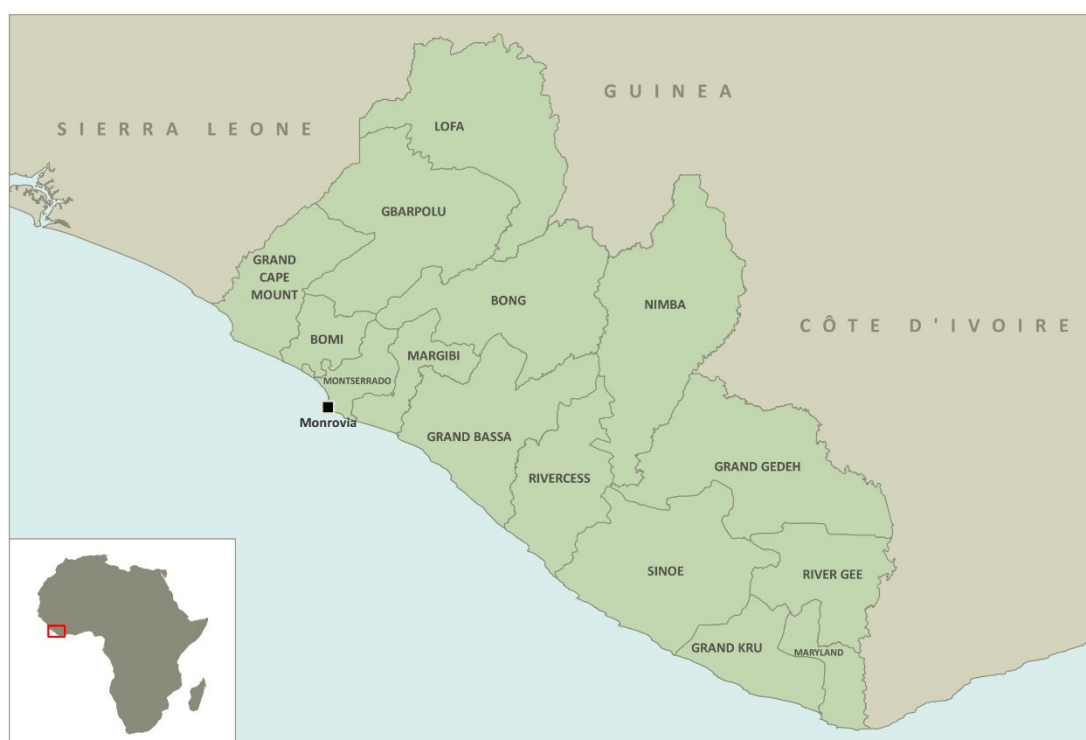 GUINEA
SIERRA LEONE
LOFA
GBARPOLU
GRAND
CAPE
MOUNT
BONG
NIMBA
CÔTE D'IVOIRE
BOMI
MARGIBI
MONTSERRADO
Monrovia
GRAND BASSA
GRAND GEDEH
RIVERCESS
SINOE
RIVER GEE
GRAND KRU
MARYLAND